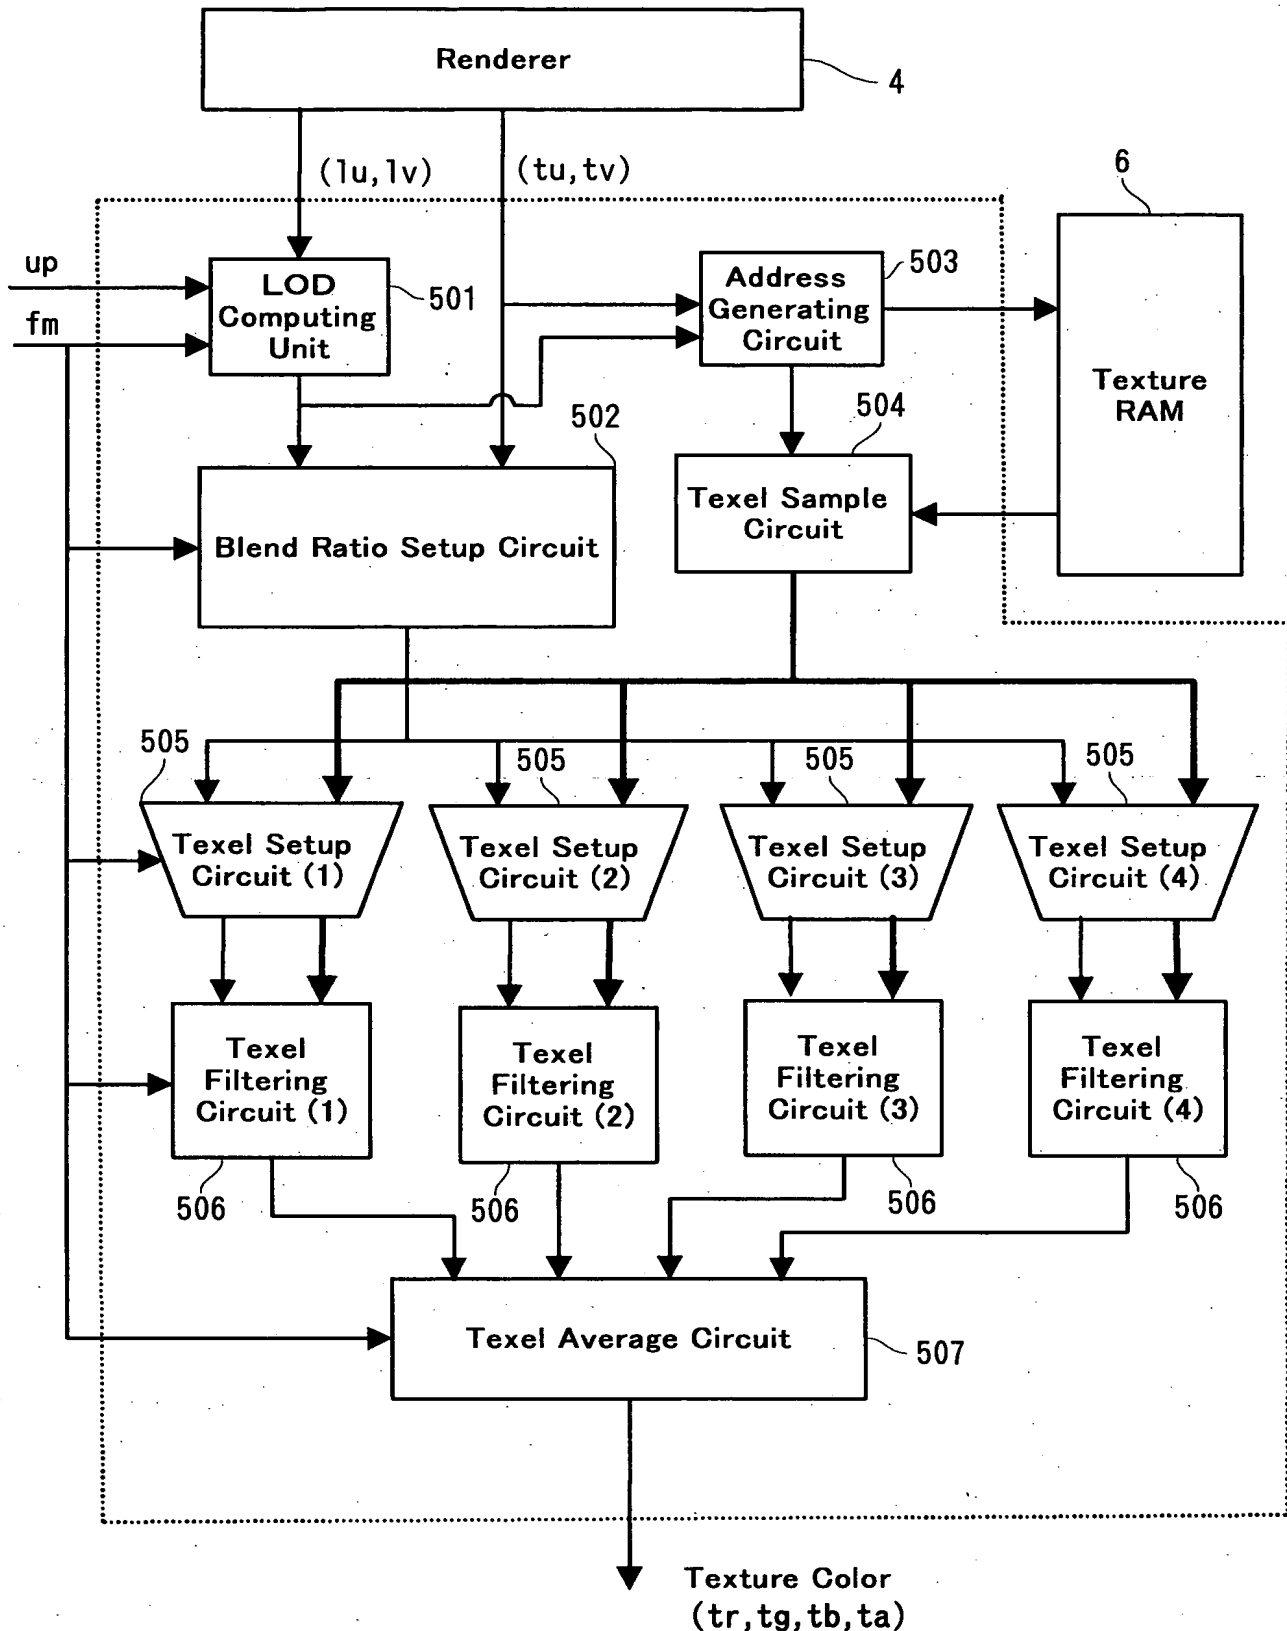 Renderer
4
(lu,lv)
(tu,tv)
6
up
fm
LOD
Computing
Unit
501
Address
Generating
Circuit
503
Texture
RAM
502
504
Blend Ratio Setup Circuit
Texel Sample
Circuit
505
505
505
505
Texel Setup
Circuit (1)
Texel Setup
Circuit (2)
Texel Setup
Circuit (3)
Texel Setup
Circuit (4)
Texel
Filtering
Circuit (1)
Texel
Filtering
Circuit (2)
Texel
Filtering
Circuit (3)
Texel
Filtering
Circuit (4)
506
506
506
506
Texel Average Circuit
507
Texture Color
(tr,tg,tb,ta)